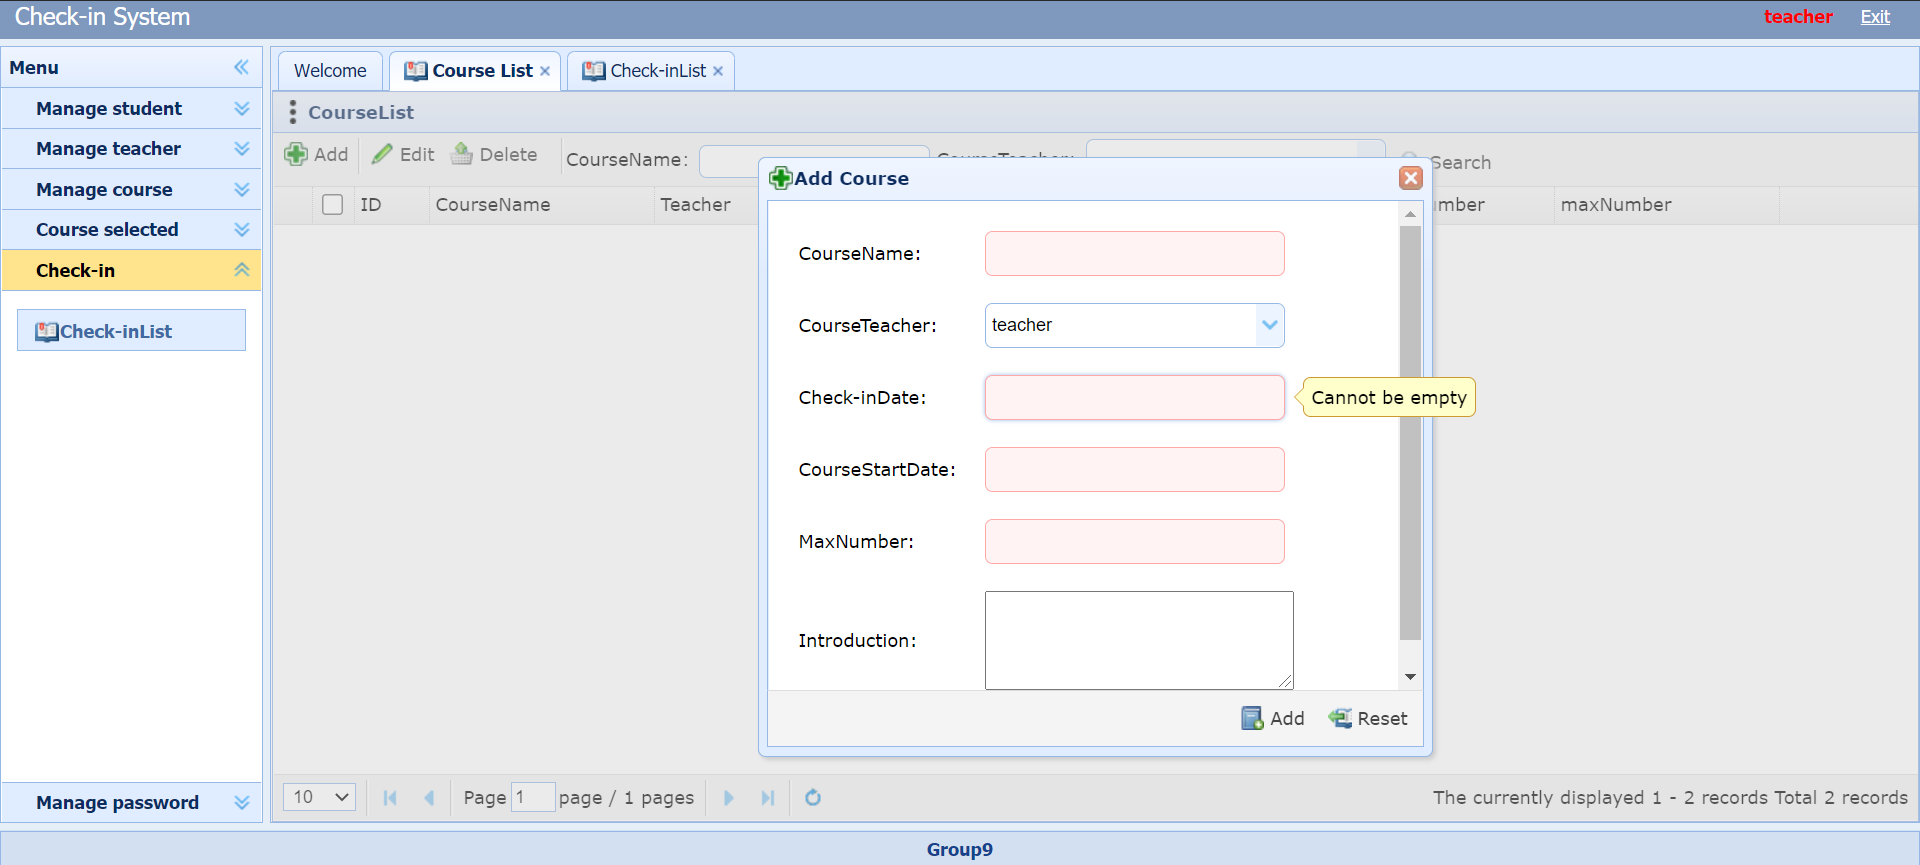 Check-in System
teacher
Exit
Menu
Manage student
Manage teacher
Manage course
Course selected
Check-in
Check-inList
Manage password
Welcome
Course List
Check-inList
CourseList
Add
Edit
Delete
CourseName:
CourseTeacher:
Search
ID
CourseName
Teacher
maxNumber
Add Course
CourseName:
CourseTeacher:
teacher
Check-inDate:
Cannot be empty
CourseStartDate:
MaxNumber:
Introduction:
Add
Reset
10
Page 1 page / 1 pages
The currently displayed 1 - 2 records Total 2 records
Group9